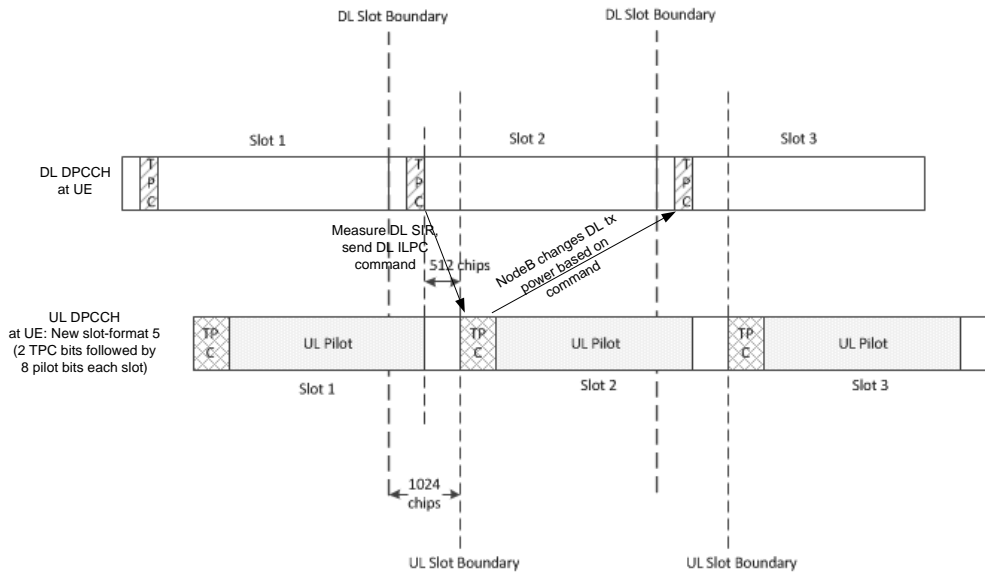 DL Slot Boundary
DL Slot Boundary
Slot 1
Slot 2
Slot 3
DL DPCCH
at UE
T
P
C
T
P
C
T
P
C
Measure DL SIR,
send DL ILPC
command
512 chips
NodeB changes DL tx
power based on
command
UL DPCCH
at UE: New slot-format 5
(2 TPC bits followed by
8 pilot bits each slot)
TP
C
UL Pilot
TP
C
UL Pilot
TP
C
UL Pilot
Slot 1
Slot 2
Slot 3
1024
chips
UL Slot Boundary
UL Slot Boundary